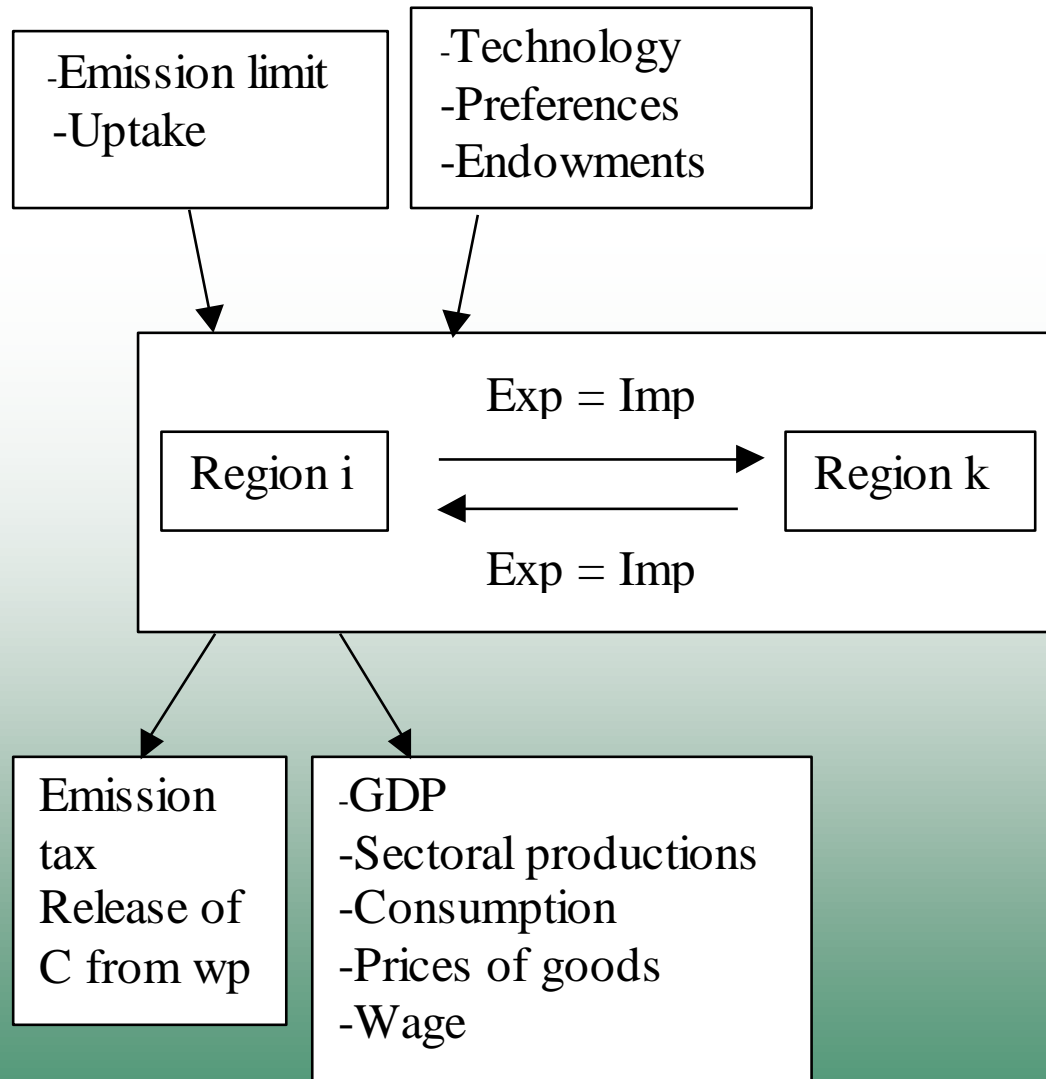 -Emission limit
-Uptake
-Technology
-Preferences
-Endowments
Exp = Imp
Region i
Region k
Exp = Imp
Emission
tax
Release of
C from wp
-GDP
-Sectoral productions
-Consumption
-Prices of goods
-Wage